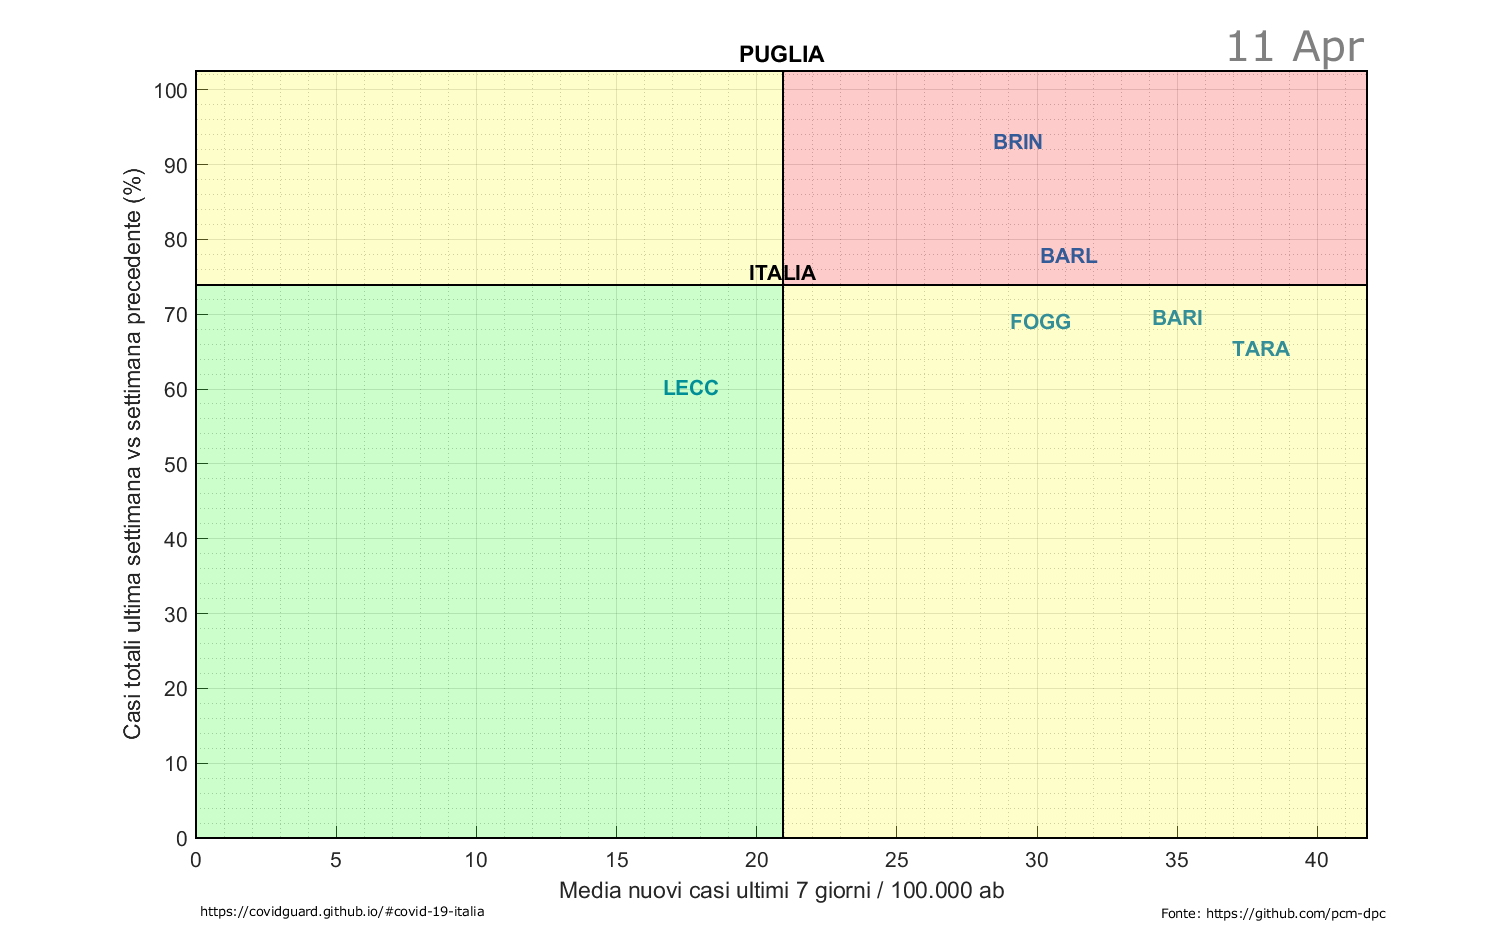 11 Apr
PUGLIA
Casi totali ultima settimana vs settimana precedente (%)
100
90
80
70
60
50
40
30
20
10
0
BRIN
BARL
ITALIA
FOGG
BARI
TARA
LECC
0 5 10 15 20 25 30 35 40
Media nuovi casi ultimi 7 giorni / 100.000 ab
https://covidguard.github.io/#covid-19-italia
Fonte: https://github.com/pcm-dpc